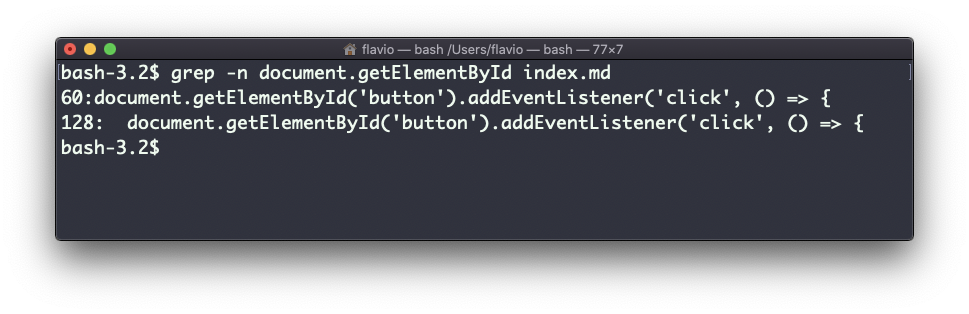 flavio — bash /Users/flavio — bash — 77×7
bash-3.2$ grep -n document.getElementById index.md
60:document.getElementById('button').addEventListener('click', () => {
128:  document.getElementById('button').addEventListener('click', () => {
bash-3.2$